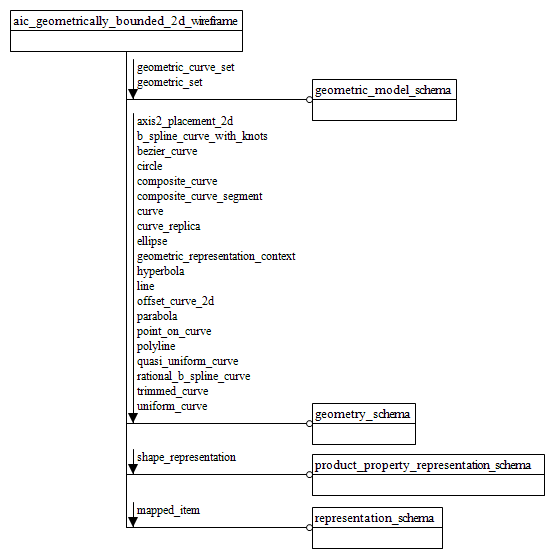 aic_geometrically_bounded_2d_wireframe
geometric_curve_set
geometric_set
geometric_model_schema
axis2_placement_2d
b_spline_curve_with_knots
bezier_curve
circle
composite_curve
composite_curve_segment
curve
curve_replica
ellipse
geometric_representation_context
hyperbola
line
offset_curve_2d
parabola
point_on_curve
polyline
quasi_uniform_curve
rational_b_spline_curve
trimmed_curve
uniform_curve
geometry_schema
shape_representation
product_property_representation_schema
mapped_item
representation_schema